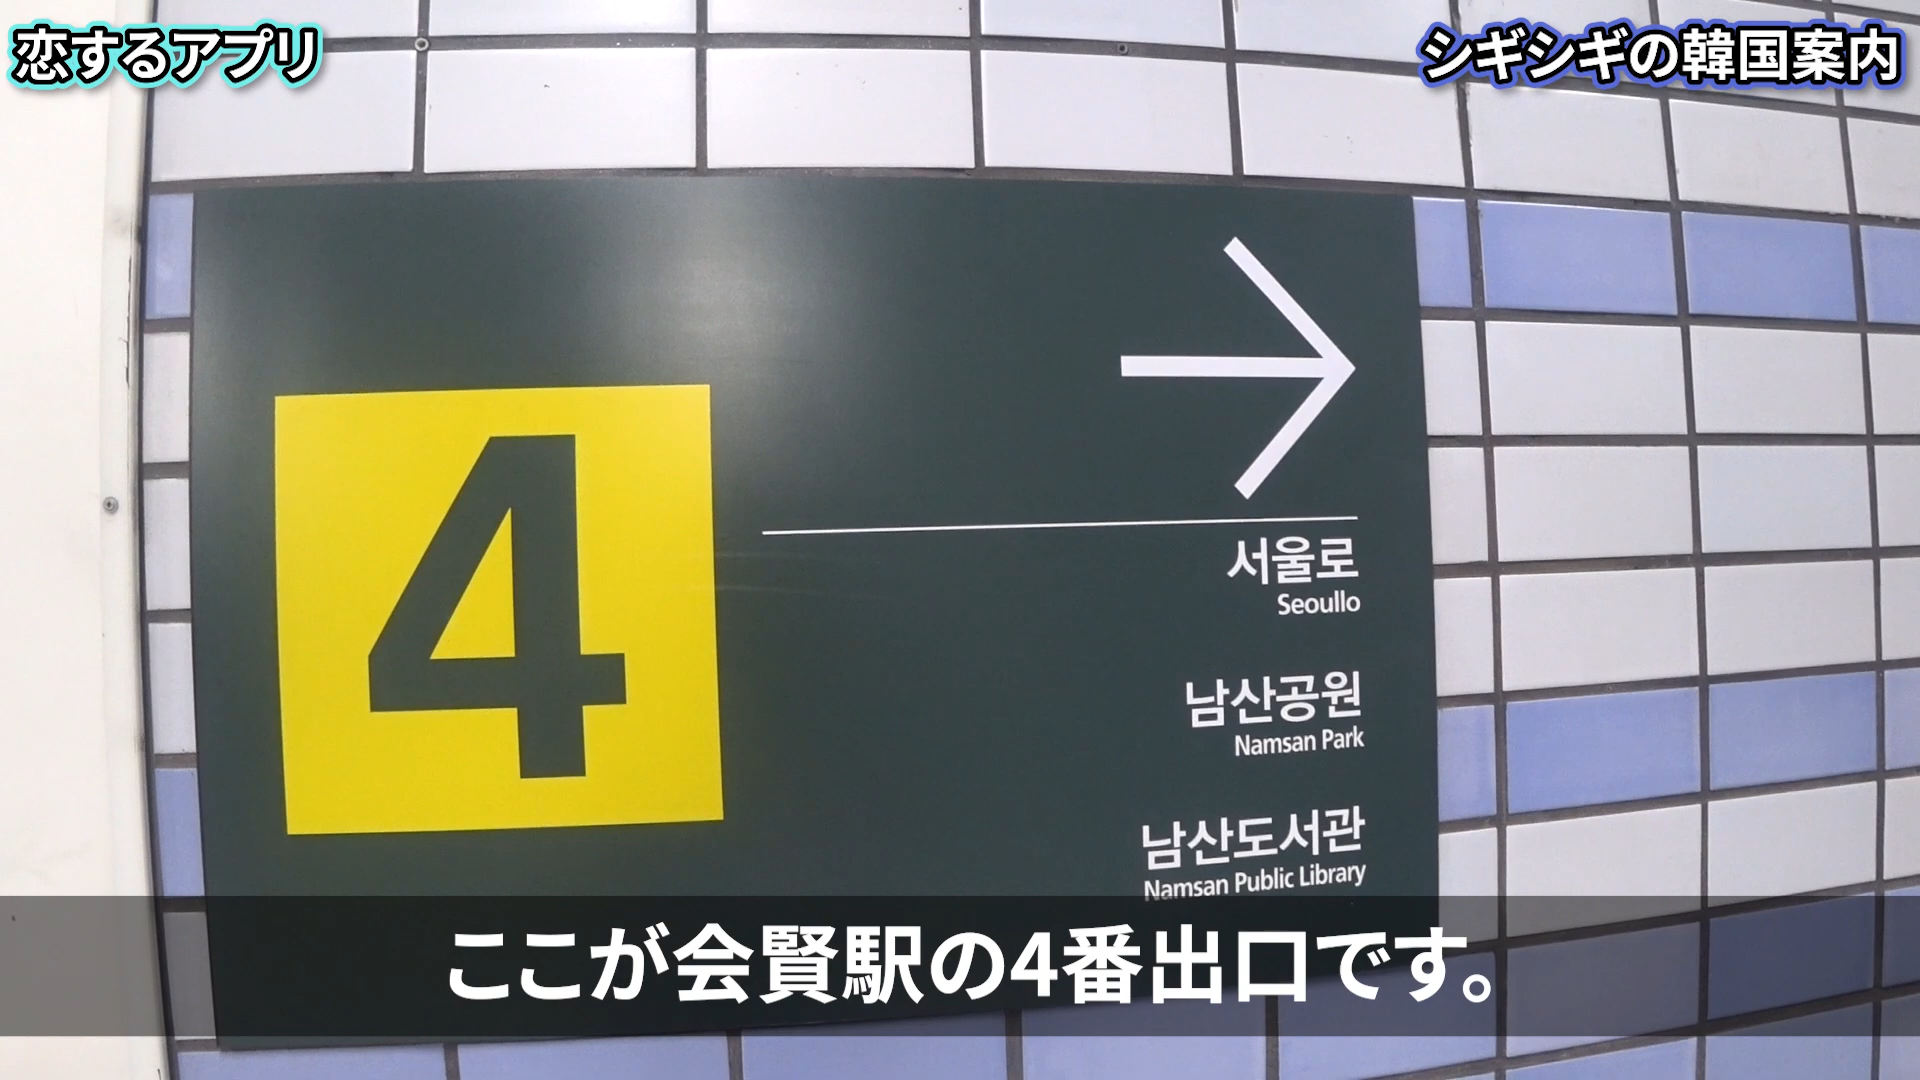 恋するアプリ
シギシギの韓国案内
4
서울로
Seoullo
남산공원
Namsan Park
남산도서관
Namsan Public Library
ここが会賢駅の4番出口です。